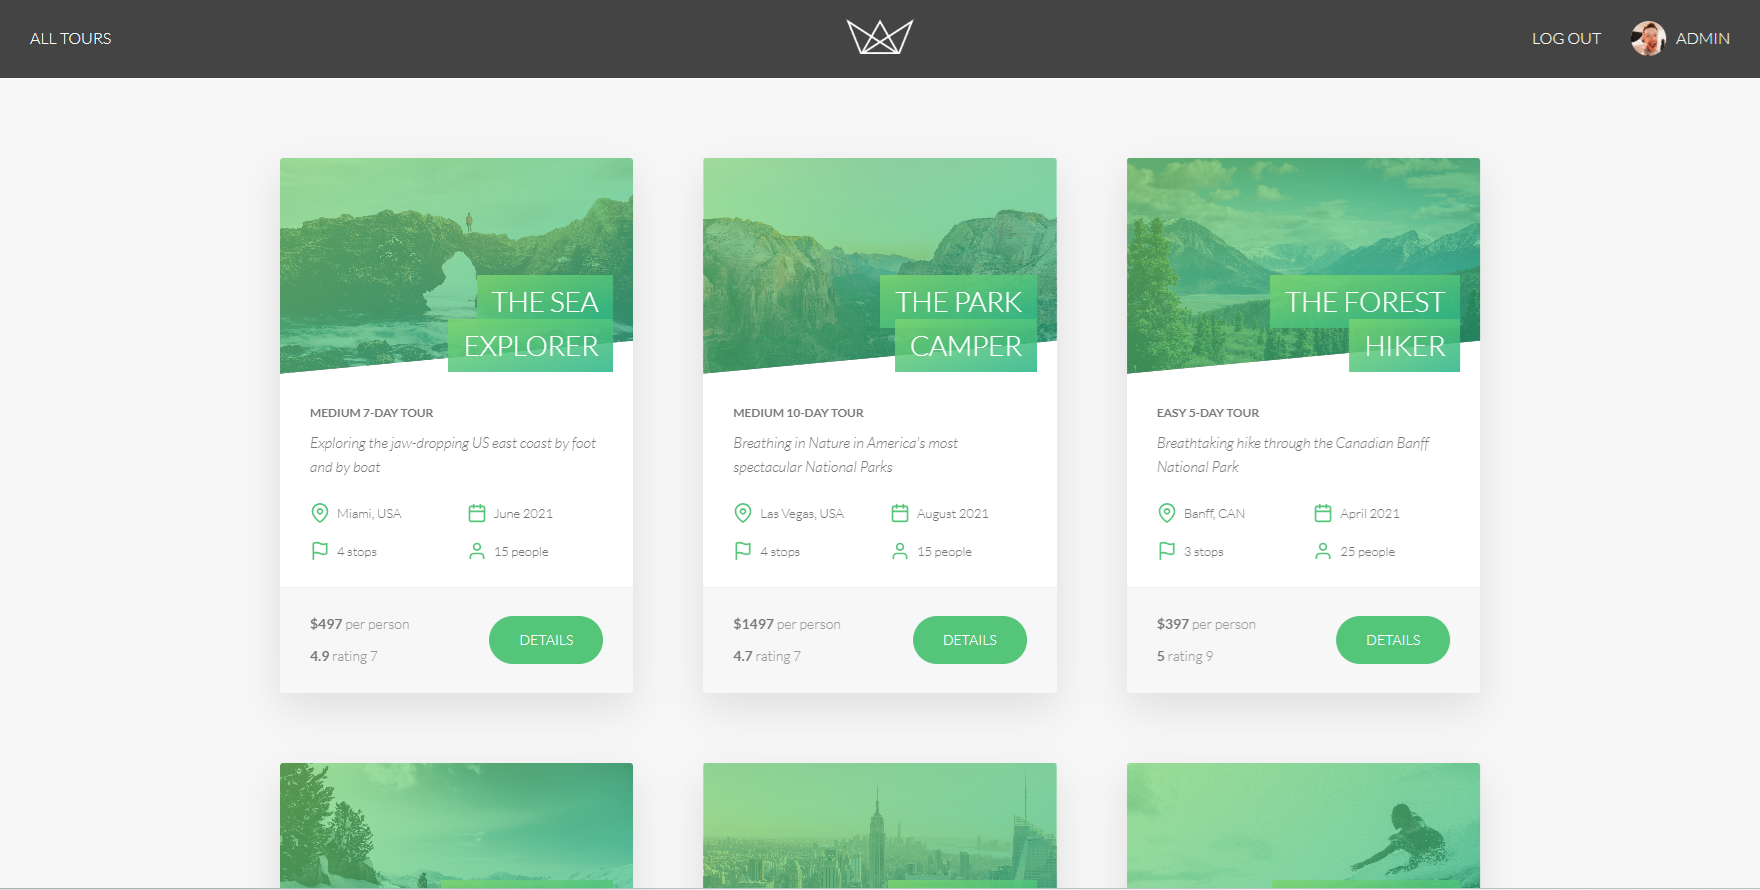 ALL TOURS
LOG OUT
ADMIN
THE SEA
EXPLORER
MEDIUM 7-DAY TOUR
Exploring the jaw-dropping US east coast by foot
and by boat
Miami, USA
June 2021
4 stops
15 people
$497 per person
4.9 rating 7
DETAILS
THE PARK
CAMPER
MEDIUM 10-DAY TOUR
Breathing in Nature in America's most
spectacular National Parks
Las Vegas, USA
August 2021
4 stops
15 people
$1497 per person
4.7 rating 7
DETAILS
THE FOREST
HIKER
EASY 5-DAY TOUR
Breathtaking hike through the Canadian Banff
National Park
Banff, CAN
April 2021
3 stops
25 people
$397 per person
5 rating 9
DETAILS